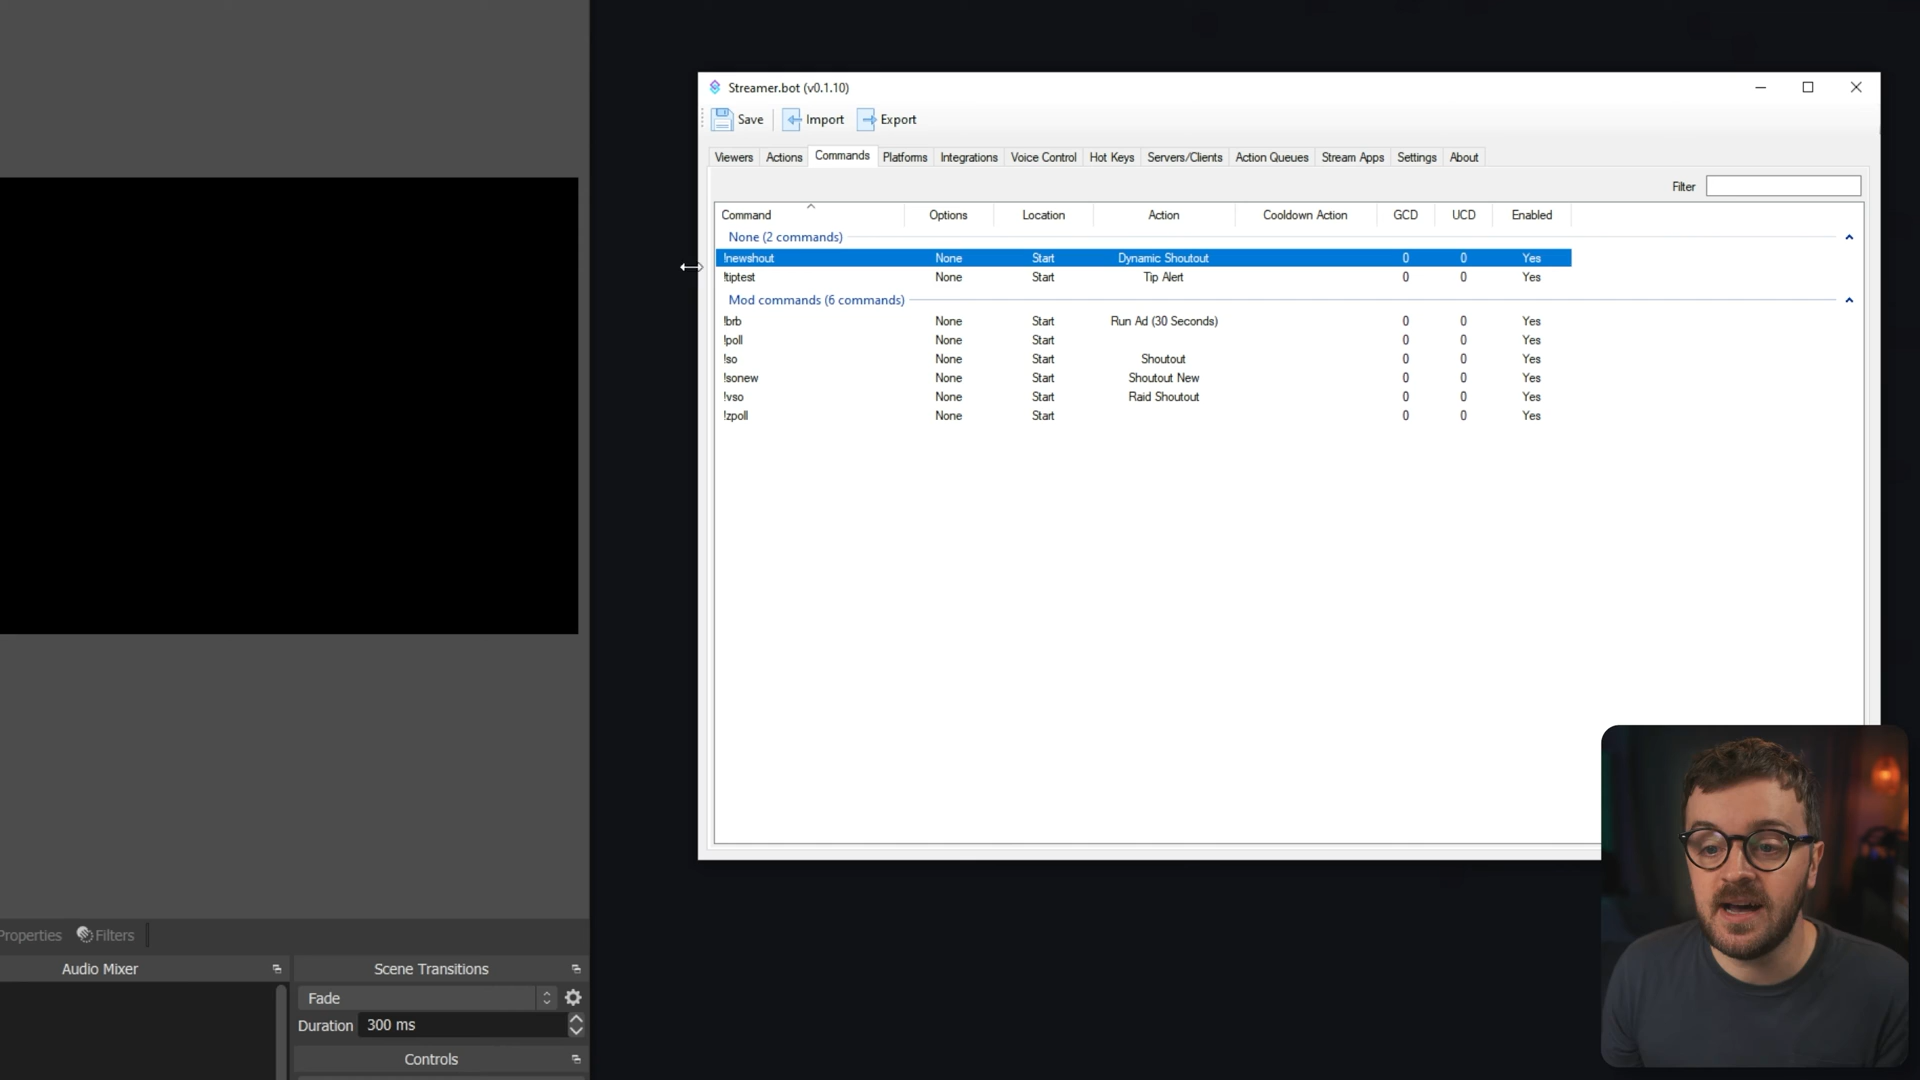 Streamer.bot (v0.1.10)
Save Import Export
Viewers Actions Commands Platforms Integrations Voice Control Hot Keys Servers/Clients Action Queues Stream Apps Settings About
Filter
Command Options Location Action Cooldown Action GCD UCD Enabled
None (2 commands)
!newshout None Start Dynamic Shoutout 0 0 Yes
!tiptest None Start Tip Alert 0 0 Yes
Mod commands (6 commands)
!brb None Start Run Ad (30 Seconds) 0 0 Yes
!poll None Start 0 0 Yes
!so None Start Shoutout 0 0 Yes
!sonew None Start Shoutout New 0 0 Yes
!vso None Start Raid Shoutout 0 0 Yes
!zpoll None Start 0 0 Yes
Properties Filters
Audio Mixer Scene Transitions
Fade
Duration 300 ms
Controls